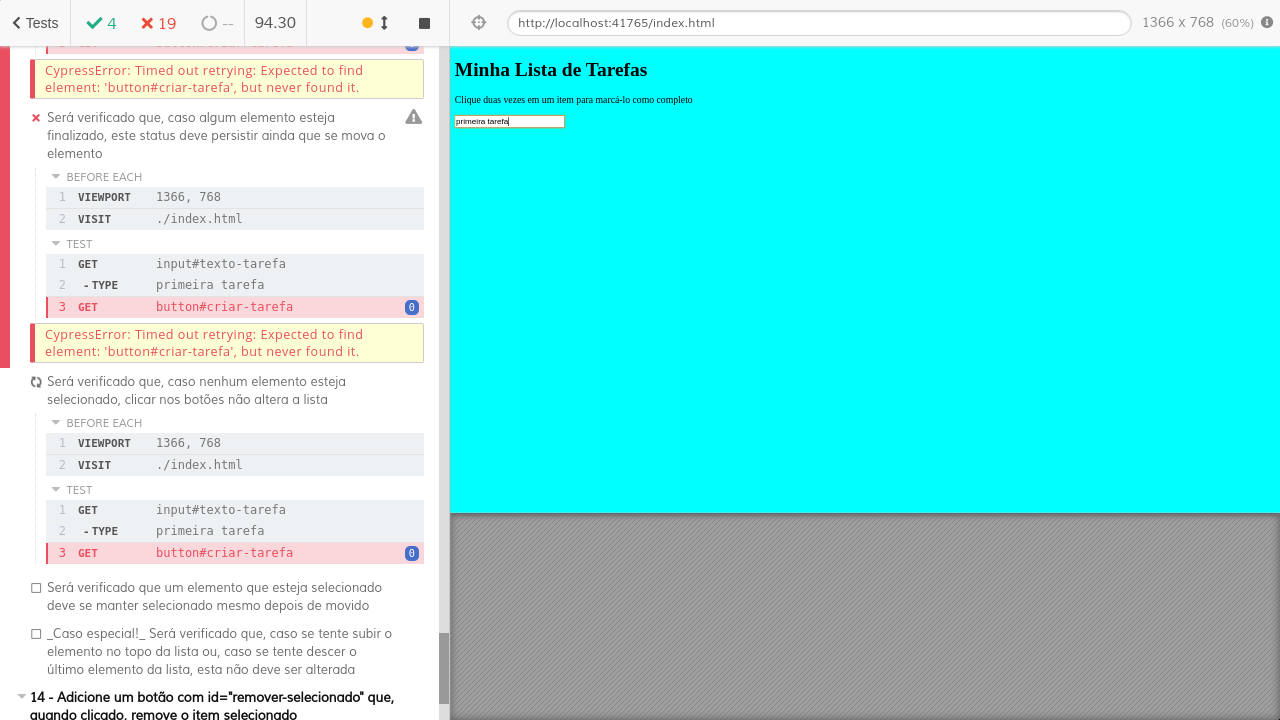 Tests
4
19
--
94.30
http://localhost:41765/index.html
1366 x 768 (60%)
CypressError: Timed out retrying: Expected to find
element: 'button#criar-tarefa', but never found it.
Será verificado que, caso algum elemento esteja
finalizado, este status deve persistir ainda que se mova o
elemento
BEFORE EACH
1 VIEWPORT 1366, 768
2 VISIT ./index.html
TEST
1 GET input#texto-tarefa
2 -TYPE primeira tarefa
3 GET button#criar-tarefa 0
CypressError: Timed out retrying: Expected to find
element: 'button#criar-tarefa', but never found it.
Será verificado que, caso nenhum elemento esteja
selecionado, clicar nos botões não altera a lista
BEFORE EACH
1 VIEWPORT 1366, 768
2 VISIT ./index.html
TEST
1 GET input#texto-tarefa
2 -TYPE primeira tarefa
3 GET button#criar-tarefa 0
Será verificado que um elemento que esteja selecionado
deve se manter selecionado mesmo depois de movido
_Caso especial!_ Será verificado que, caso se tente subir o
elemento no topo da lista ou, caso se tente descer o
último elemento da lista, esta não deve ser alterada
14 - Adicione um botão com id="remover-selecionado" que,
quando clicado, remove o item selecionado
Minha Lista de Tarefas
Clique duas vezes em um item para marcá-lo como completo
primeira tarefa